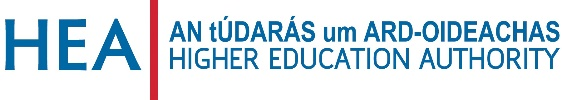 HEA
AN tÚDARÁS um ARD-OIDEACHAS
HIGHER EDUCATION AUTHORITY